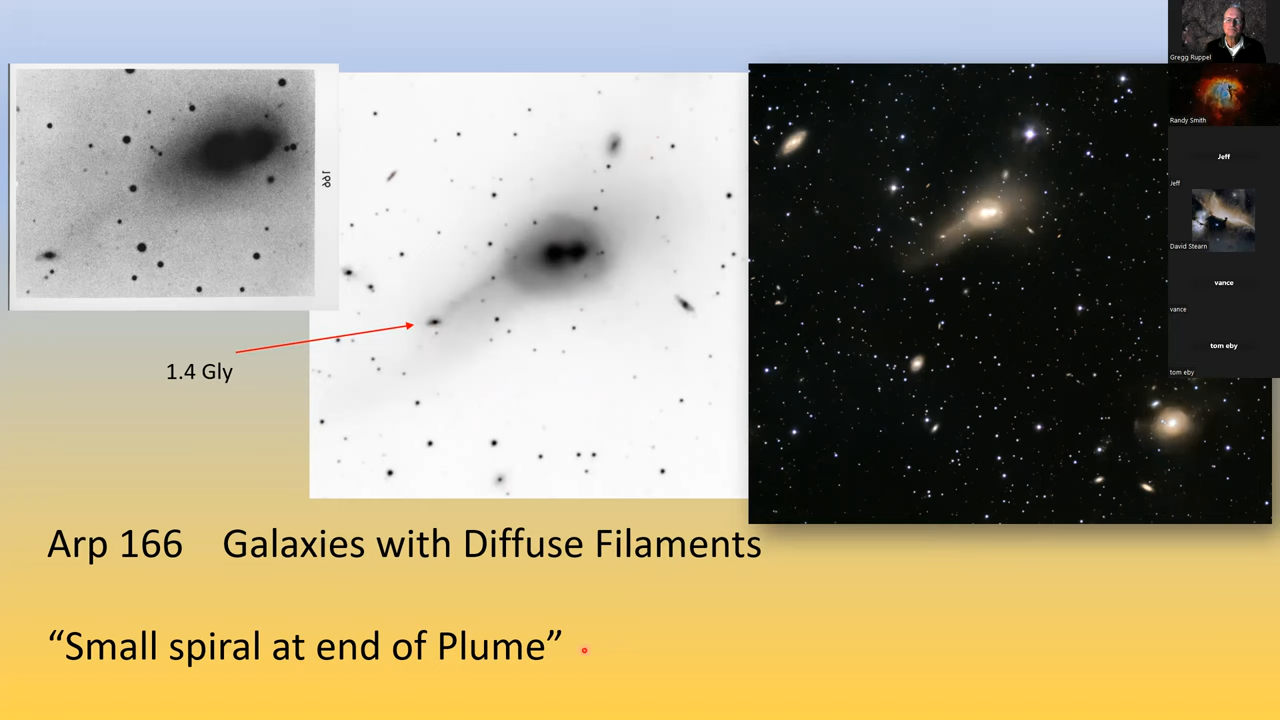 166
1.4 Gly
Arp 166 Galaxies with Diffuse Filaments
“Small spiral at end of Plume”
Gregg Ruppel
Randy Smith
Jeff
Jeff
David Stearn
vance
vance
tom eby
tom eby